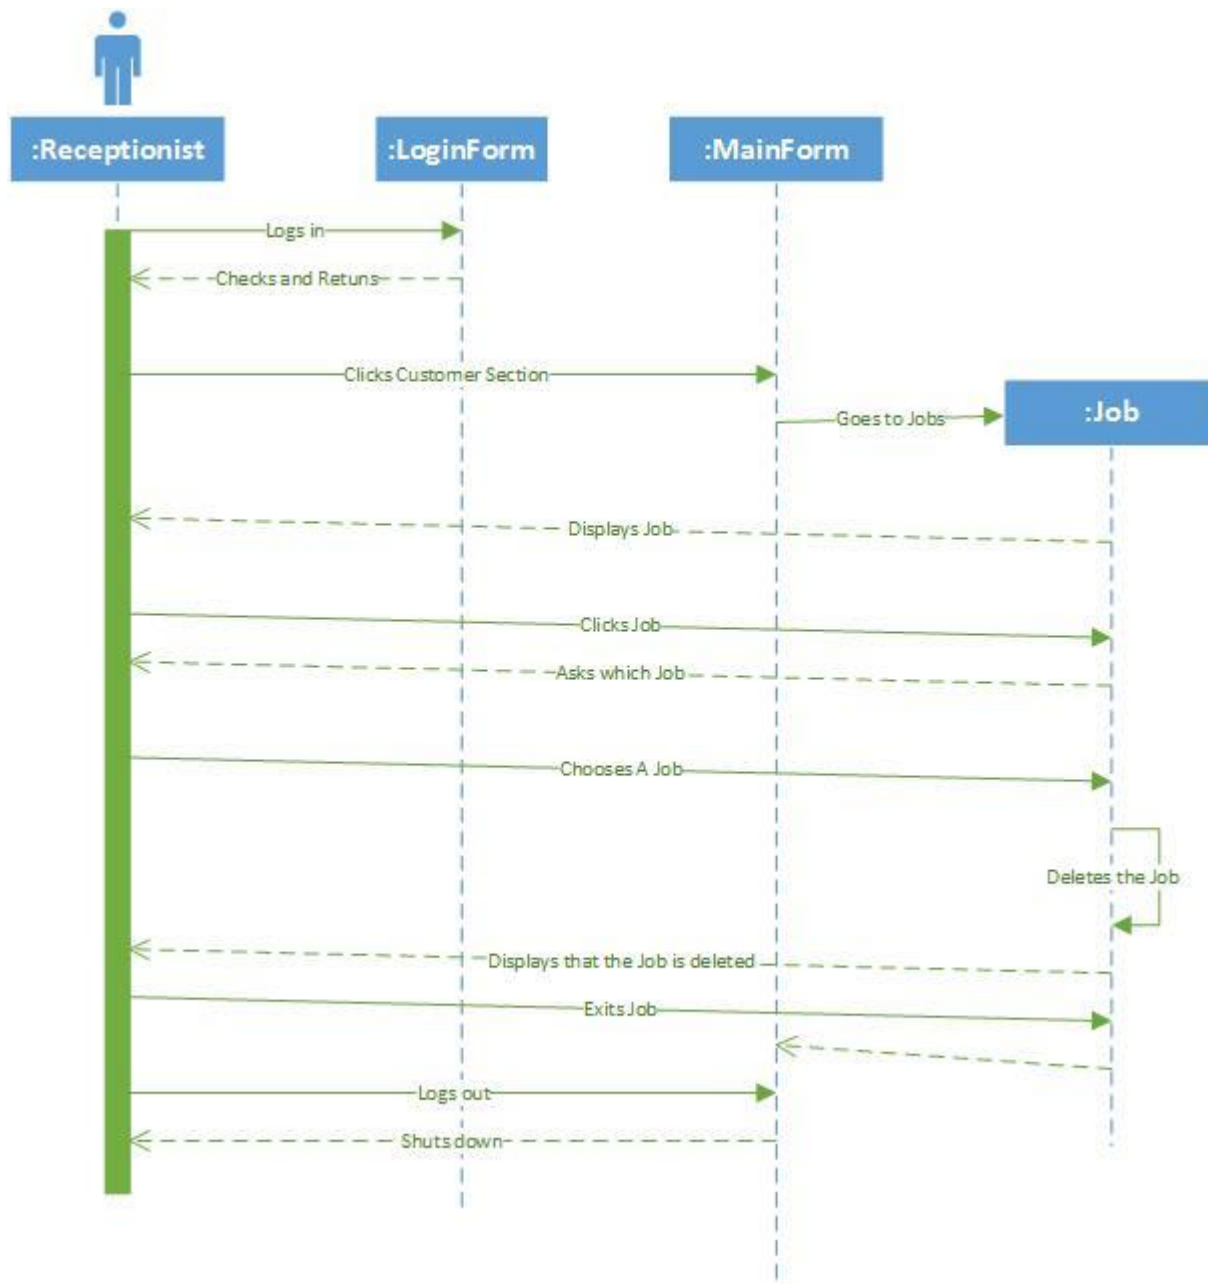 :Receptionist
:LoginForm
:MainForm
Logs in
Checks and Retuns
Clicks Customer Section
:Job
Goes to Jobs
Displays Job
Clicks Job
Asks which Job
Chooses A Job
Deletes the Job
Displays that the Job is deleted
Exits Job
Logs out
Shuts down